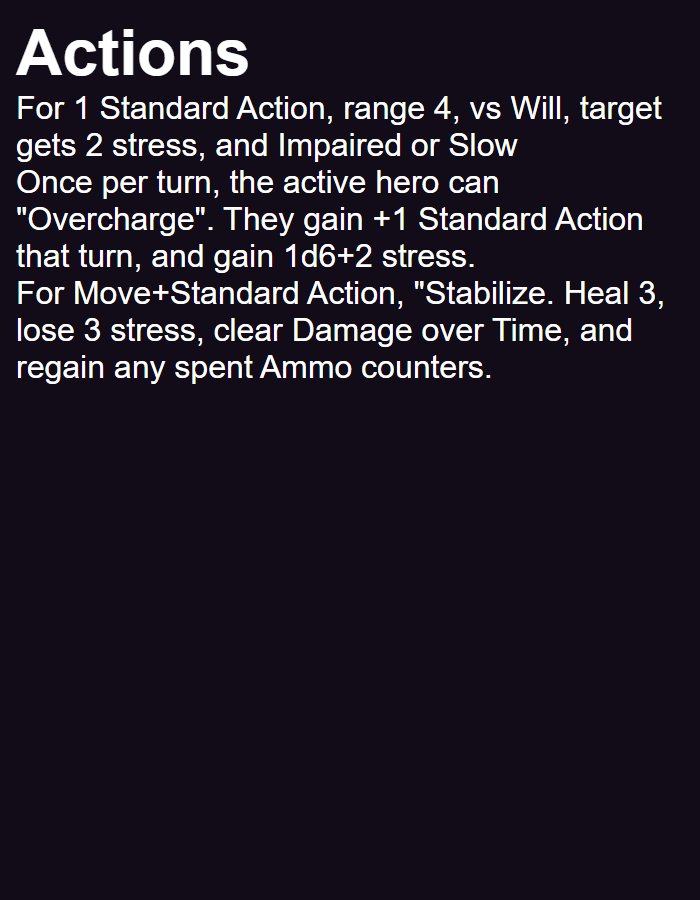 Actions
For 1 Standard Action, range 4, vs Will, target
gets 2 stress, and Impaired or Slow
Once per turn, the active hero can
"Overcharge". They gain +1 Standard Action
that turn, and gain 1d6+2 stress.
For Move+Standard Action, "Stabilize. Heal 3,
lose 3 stress, clear Damage over Time, and
regain any spent Ammo counters.